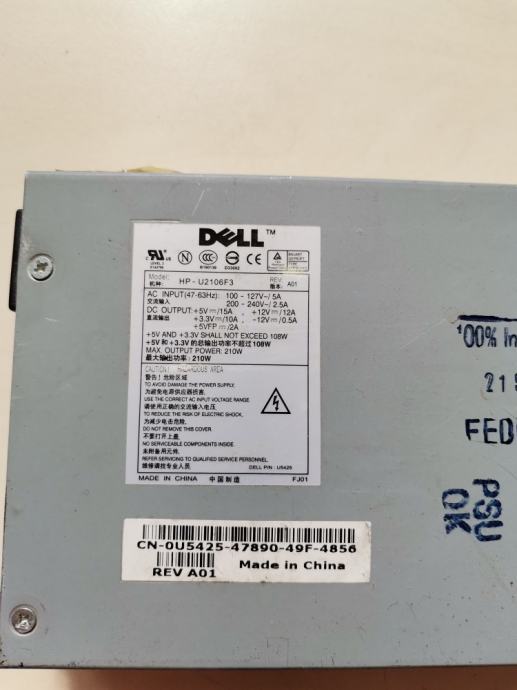 DELL™
Model: HP-U2106F3 REV. A01
机种: 版本:
AC INPUT(47-63Hz): 100 - 127V~/ 5A
交流输入 200 - 240V~/ 2.5A
DC OUTPUT: +5V⎓/15A +12V⎓/12A
直流输出 +3.3V⎓/10A -12V⎓/0.5A
+5VFP⎓/2A
+5V AND +3.3V SHALL NOT EXCEED 108W
+5V 和 +3.3V 的总输出功率不超过 108W
MAX. OUTPUT POWER: 210W
最大输出功率: 210W
CAUTION! HAZARDOUS AREA
警告! 危险区域
TO AVOID DAMAGE THE POWER SUPPLY.
为避免电源供应器损害.
USE THE CORRECT AC INPUT VOLTAGE RANGE.
请使用正确的交流输入电压.
TO REDUCE THE RISK OF ELECTRIC SHOCK.
为减少电击危险.
DO NOT REMOVE THIS COVER.
不要打开上盖.
NO SERVICEABLE COMPONENTS INSIDE.
未附备用元件.
REFER SERVICING TO QUALIFIED SERVICE PERSONNEL.
维修请找专业人员 DELL P/N : U5425
MADE IN CHINA 中国制造 FJ01
CN-0U5425-47890-49F-4856
REV A01 Made in China
100% In
21
FED
PSU
OK